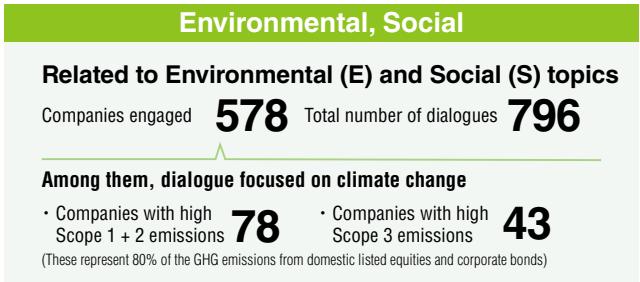 Environmental, Social
Related to Environmental (E) and Social (S) topics
Companies engaged 578 Total number of dialogues 796
Among them, dialogue focused on climate change
・Companies with high Scope 1 + 2 emissions 78
・Companies with high Scope 3 emissions 43
(These represent 80% of the GHG emissions from domestic listed equities and corporate bonds)